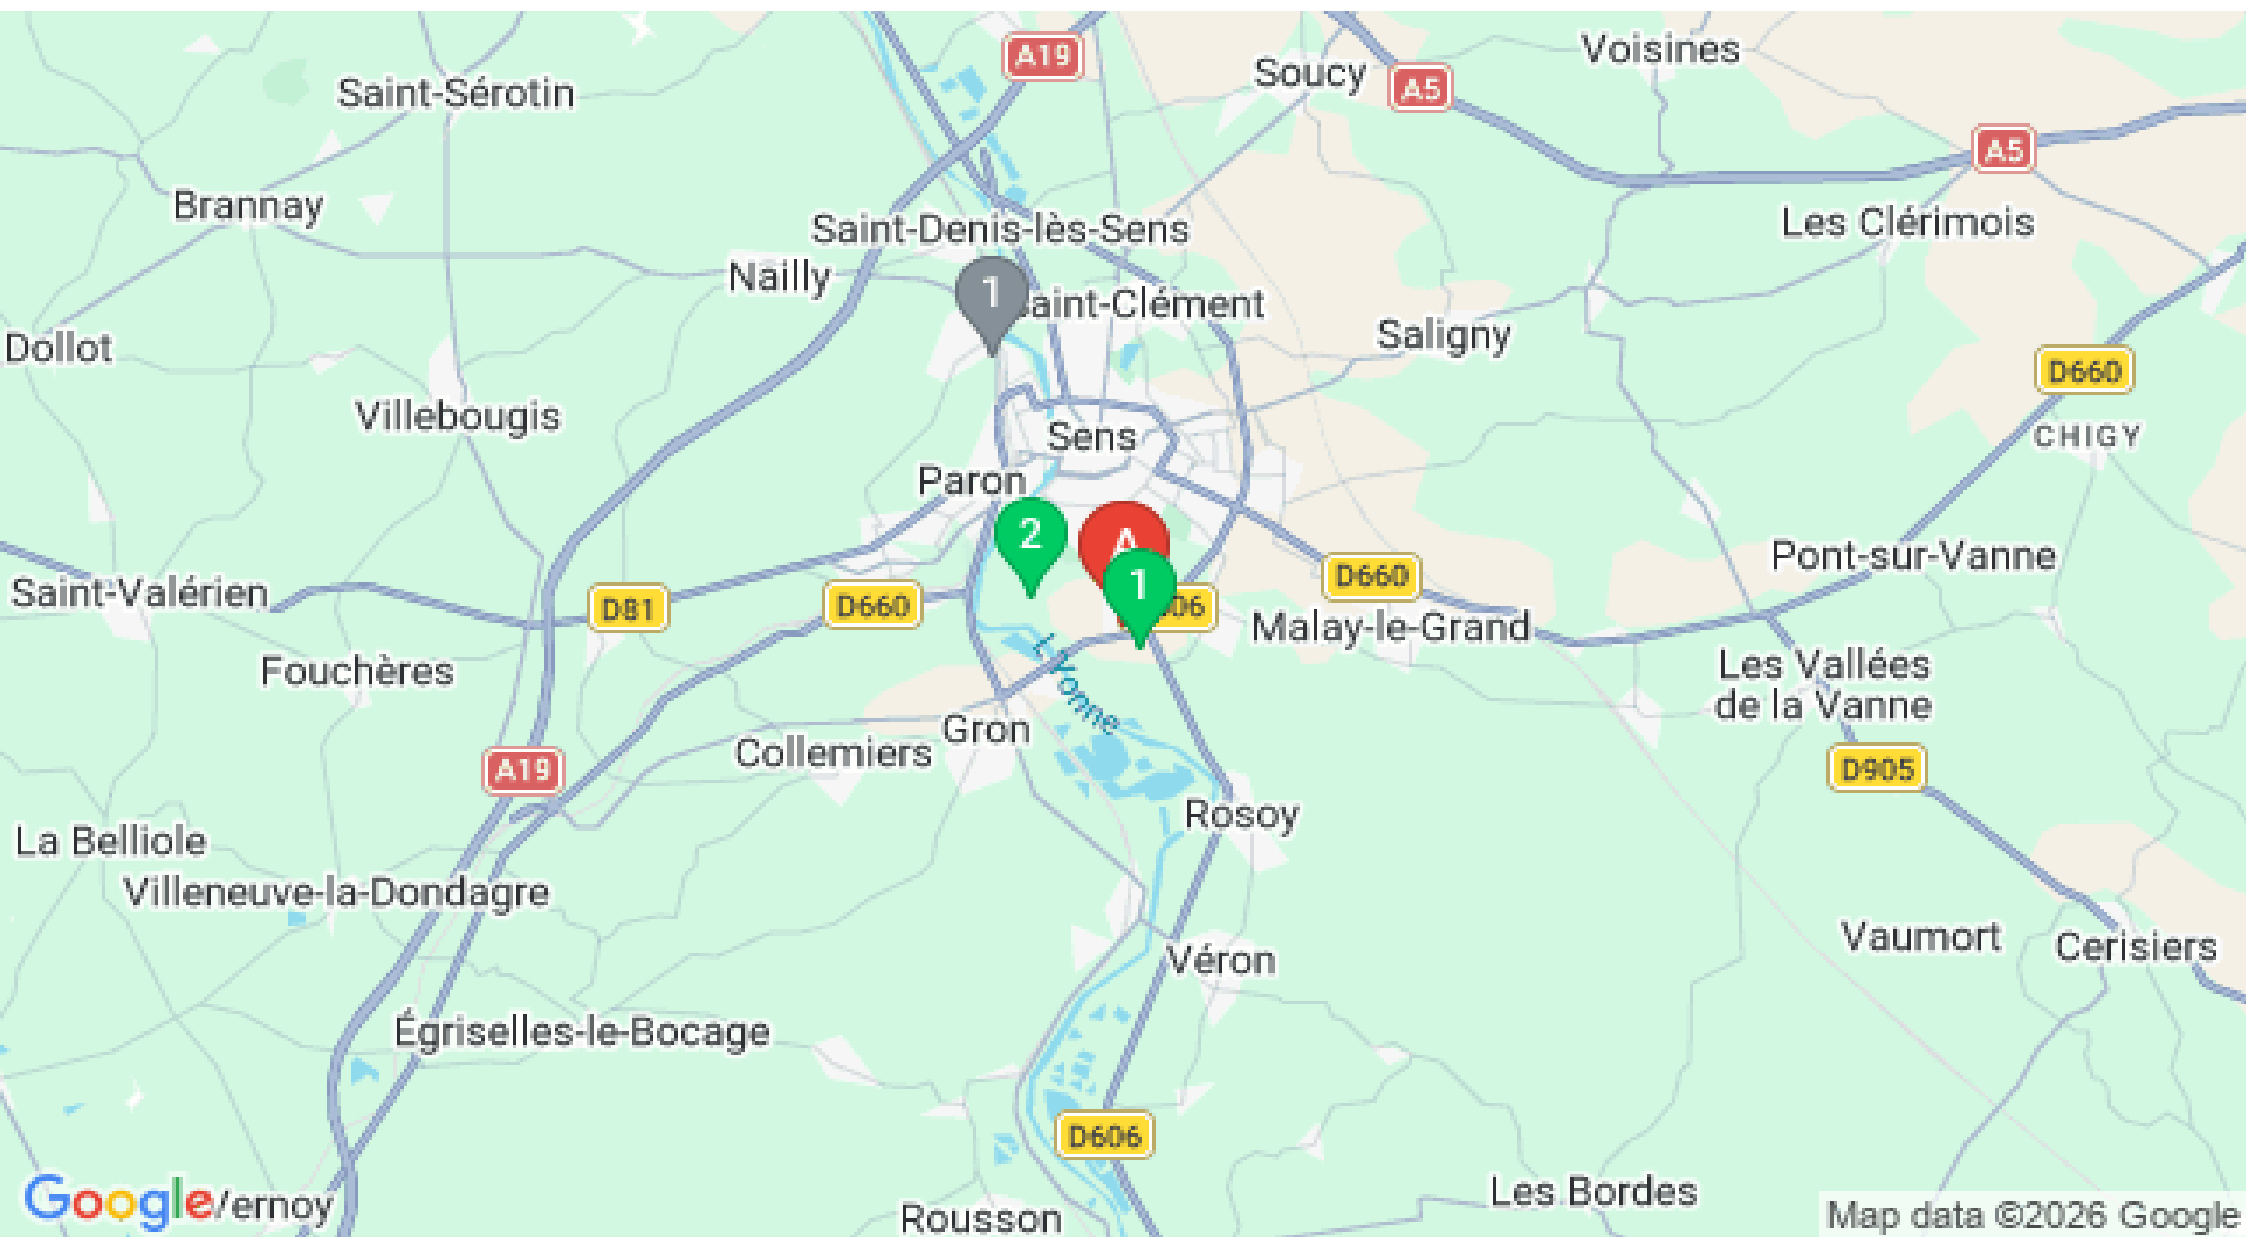 A19
Voisines
Soucy
A5
Saint-Sérotin
A5
Brannay
Saint-Denis-lès-Sens
Les Clérimois
Nailly
1
aint-Clément
Saligny
Dollot
D660
Villebougis
Sens
CHIGY
Paron
2
A
1
Pont-sur-Vanne
Saint-Valérien
D81
D660
06
D660
Malay-le-Grand
L'Yonne
Fouchères
Les Vallées
de la Vanne
Gron
Collemiers
A19
D905
Rosoy
La Belliole
Villeneuve-la-Dondagre
Vaumort
Cerisiers
Véron
Égriselles-le-Bocage
D606
Les Bordes
Google
ernoy
Rousson
Map data ©2026 Google